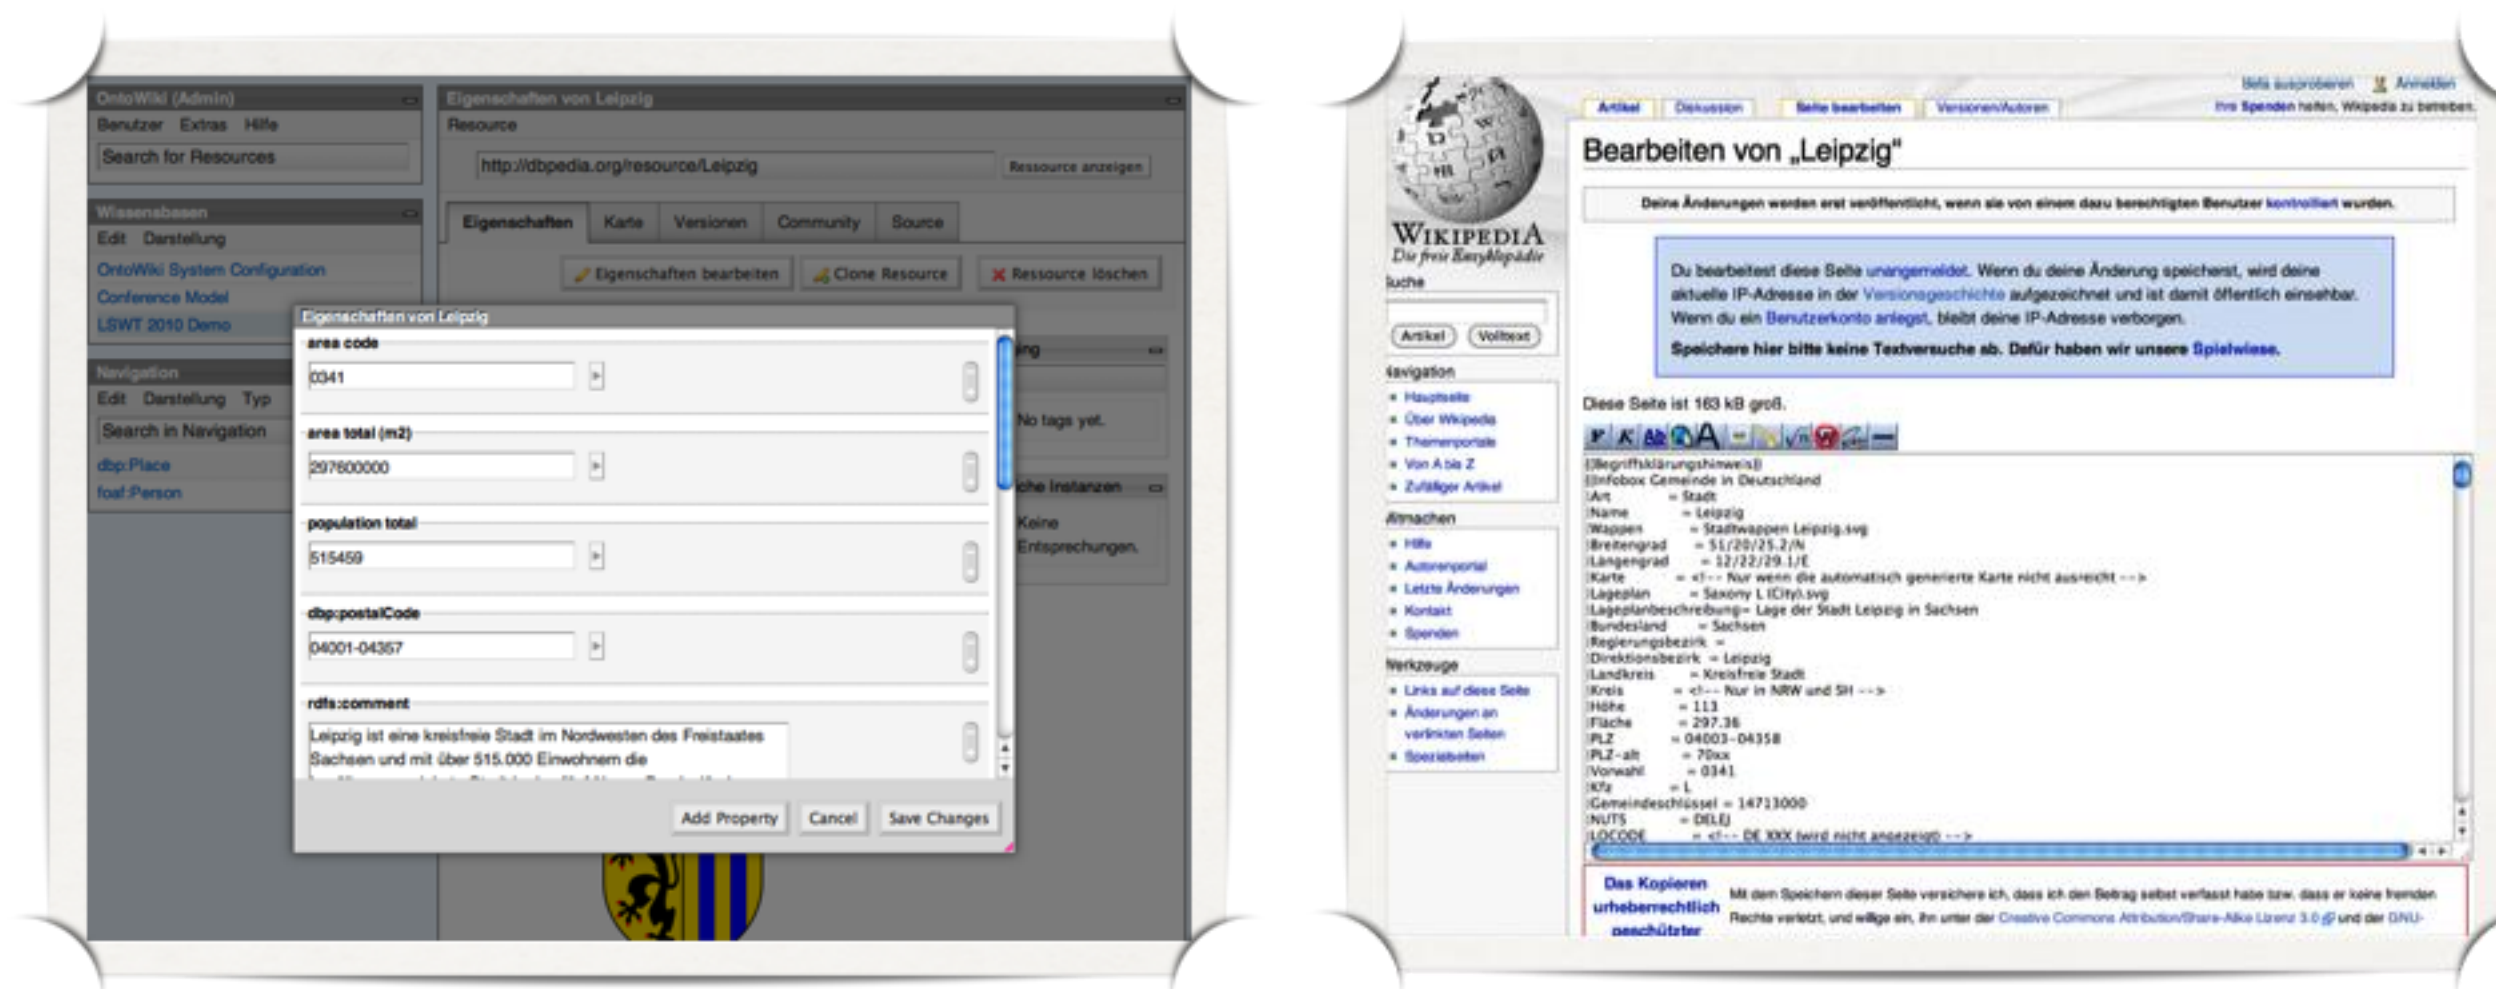 OntoWiki (Admin)
Benutzer Extras Hilfe
Search for Resources
Wissensbasen
Edit Darstellung
OntoWiki System Configuration
Conference Model
LSWT 2010 Demo
Navigation
Edit Darstellung Typ
Search in Navigation
dbp:Place
foaf:Person
Eigenschaften von Leipzig
Resource
http://dbpedia.org/resource/Leipzig Ressource anzeigen
Eigenschaften Karte Versionen Community Source
Eigenschaften bearbeiten Clone Resource Ressource löschen
Eigenschaften von Leipzig
area code
0341
area total (m2)
297600000
population total
515459
dbp:postalCode
04001-04357
rdfs:comment
Leipzig ist eine kreisfreie Stadt im Nordwesten des Freistaates
Sachsen und mit über 515.000 Einwohnern die
Add Property Cancel Save Changes
ing
No tags yet.
che Instanzen
Keine
Entsprechungen.
WIKIPEDIA
Die freie Enzyklopädie
Suche
Artikel Volltext
Navigation
Hauptseite
Über Wikipedia
Themenportale
Von A bis Z
Zufälliger Artikel
Mitmachen
Hilfe
Autorenportal
Letzte Änderungen
Kontakt
Spenden
Werkzeuge
Links auf diese Seite
Änderungen an
verlinkten Seiten
Spezialseiten
Beta ausprobieren Anmelden
Artikel Diskussion Seite bearbeiten Versionen/Autoren
Ihre Spenden helfen, Wikipedia zu betreiben.
Bearbeiten von „Leipzig“
Deine Änderungen werden erst veröffentlicht, wenn sie von einem dazu berechtigten Benutzer kontrolliert wurden.
Du bearbeitest diese Seite unangemeldet. Wenn du deine Änderung speicherst, wird deine
aktuelle IP-Adresse in der Versionsgeschichte aufgezeichnet und ist damit öffentlich einsehbar.
Wenn du ein Benutzerkonto anlegst, bleibt deine IP-Adresse verborgen.
Speichere hier bitte keine Textversuche ab. Dafür haben wir unsere Spielwiese.
Diese Seite ist 163 kB groß.
{{Begriffsklärungshinweis}}
{{Infobox Gemeinde in Deutschland
|Art = Stadt
|Name = Leipzig
|Wappen = Stadtwappen Leipzig.svg
|Breitengrad = 51/20/25.2/N
|Längengrad = 12/22/29.1/E
|Karte = <!-- Nur wenn die automatisch generierte Karte nicht ausreicht -->
|Lageplan = Saxony L (City).svg
|Lageplanbeschreibung= Lage der Stadt Leipzig in Sachsen
|Bundesland = Sachsen
|Regierungsbezirk =
|Direktionsbezirk = Leipzig
|Landkreis = Kreisfreie Stadt
|Kreis = <!-- Nur in NRW und SH -->
|Höhe = 113
|Fläche = 297.36
|PLZ = 04003-04358
|PLZ-alt = 70xx
|Vorwahl = 0341
|Kfz = L
|Gemeindeschlüssel = 14713000
|NUTS = DELEJ
|LOCODE = <!-- DE XXX (wird nicht angezeigt) -->
Das Kopieren
urheberrechtlich
geschützter
Mit dem Speichern dieser Seite versichere ich, dass ich den Beitrag selbst verfasst habe bzw. dass er keine fremden
Rechte verletzt, und willige ein, ihn unter der Creative Commons Attribution/Share-Alike Lizenz 3.0 und der GNU-